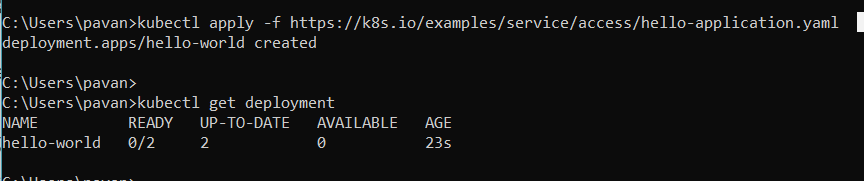 C:\Users\pavan>kubectl apply -f https://k8s.io/examples/service/access/hello-application.yaml
deployment.apps/hello-world created
C:\Users\pavan>
C:\Users\pavan>kubectl get deployment
NAME          READY   UP-TO-DATE   AVAILABLE   AGE
hello-world   0/2     2            0           23s
C:\Users\pavan>